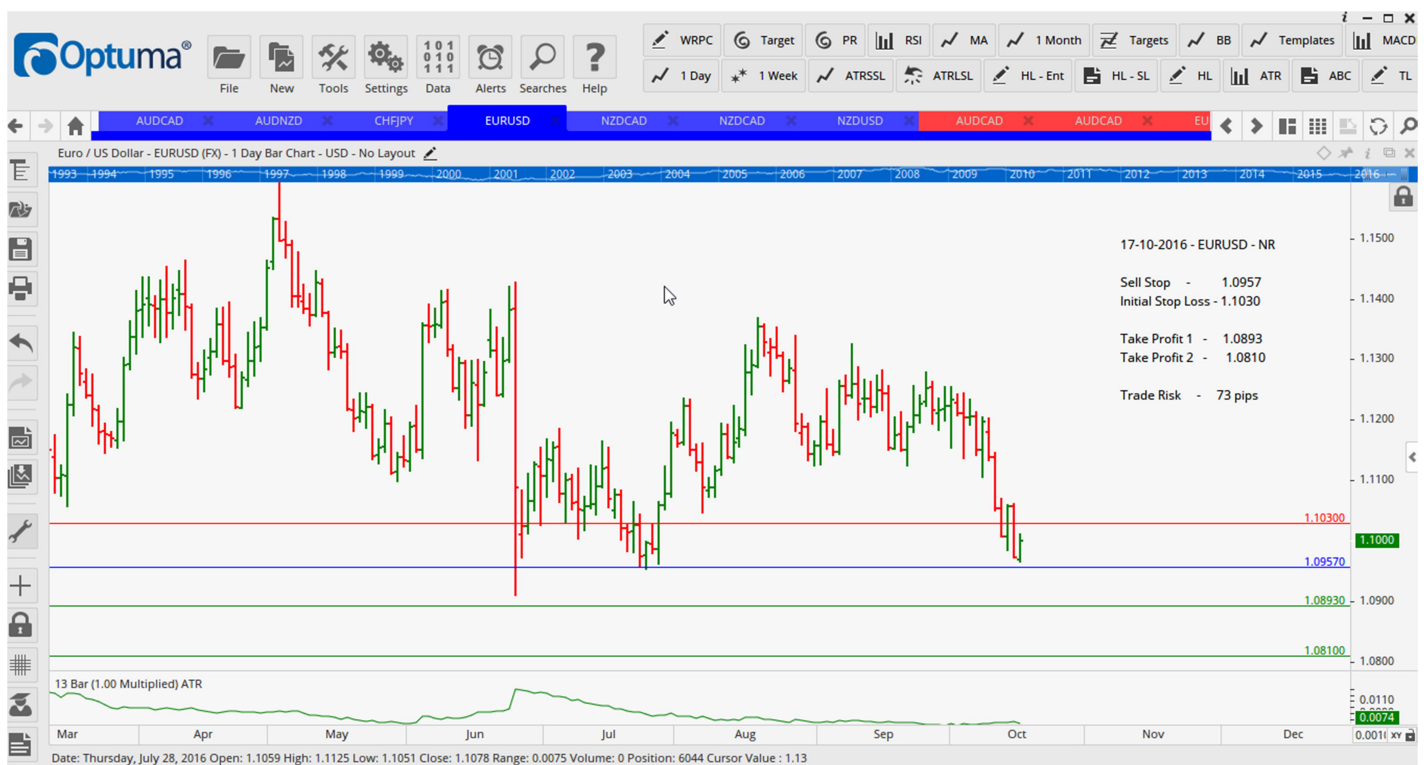 Optuma®
File New Tools Settings Data Alerts Searches Help
WRPC Target PR RSI MA 1 Month Targets BB Templates MACD
1 Day 1 Week ATRSSL ATRLSL HL - Ent HL - SL HL ATR ABC TL
AUDCAD AUDNZD CHFJPY EURUSD NZDCAD NZDCAD NZDUSD AUDCAD AUDCAD EU
Euro / US Dollar - EURUSD (FX) - 1 Day Bar Chart - USD - No Layout
1993 1994 1995 1996 1997 1998 1999 2000 2001 2002 2003 2004 2005 2006 2007 2008 2009 2010 2011 2012 2013 2014 2015 2016
17-10-2016 - EURUSD - NR
Sell Stop - 1.0957
Initial Stop Loss - 1.1030
Take Profit 1 - 1.0893
Take Profit 2 - 1.0810
Trade Risk - 73 pips
1.1500
1.1400
1.1300
1.1200
1.1100
1.10300
1.1000
1.09570
1.0900
1.08930
1.08100
1.0800
13 Bar (1.00 Multiplied) ATR
0.0110
0.0074
Mar Apr May Jun Jul Aug Sep Oct Nov Dec
XY
Date: Thursday, July 28, 2016 Open: 1.1059 High: 1.1125 Low: 1.1051 Close: 1.1078 Range: 0.0075 Volume: 0 Position: 6044 Cursor Value : 1.13